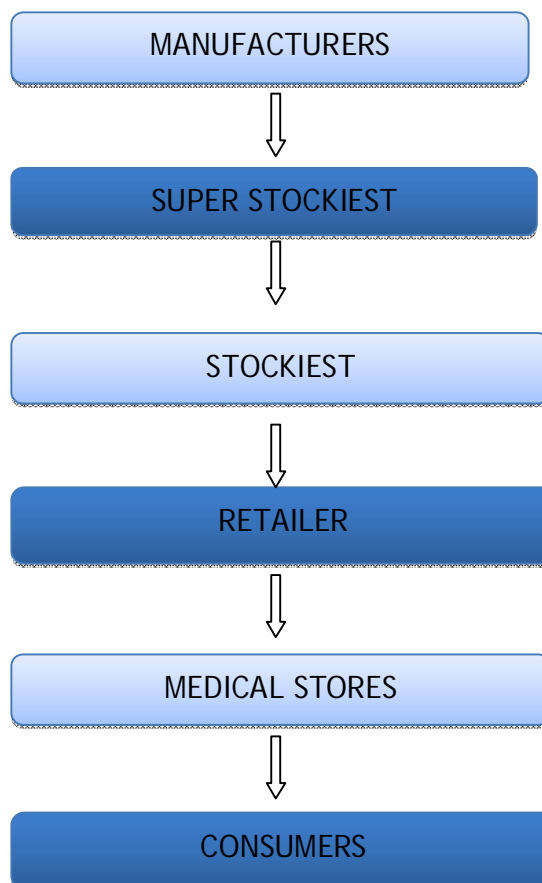 MANUFACTURERS
SUPER STOCKIEST
STOCKIEST
RETAILER
MEDICAL STORES
CONSUMERS